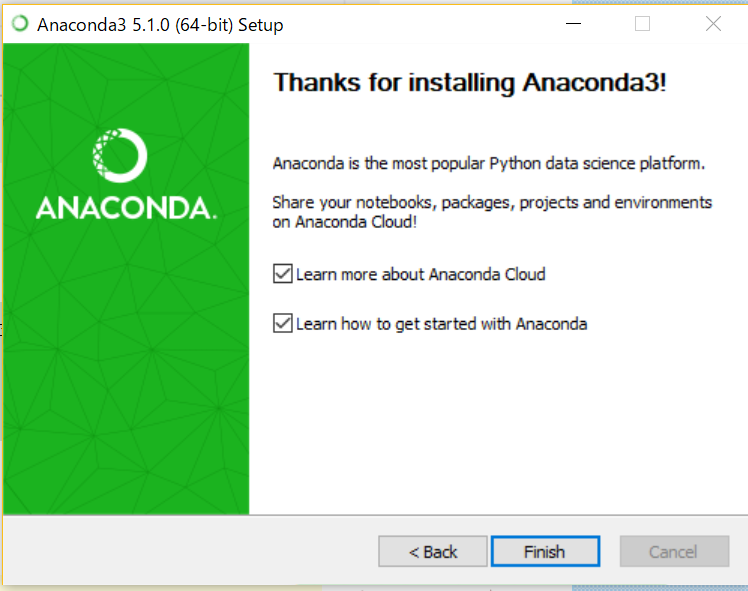 Anaconda3 5.1.0 (64-bit) Setup
ANACONDA.
Thanks for installing Anaconda3!
Anaconda is the most popular Python data science platform.
Share your notebooks, packages, projects and environments
on Anaconda Cloud!
Learn more about Anaconda Cloud
Learn how to get started with Anaconda
< Back
Finish
Cancel